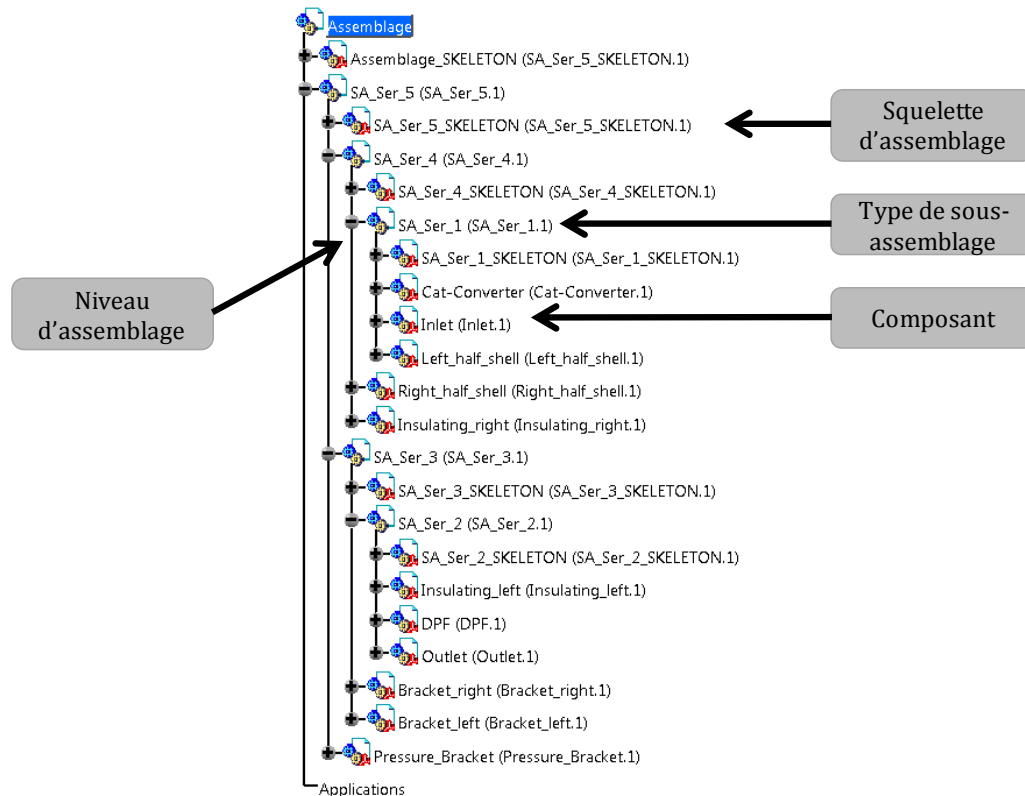 Assemblage
Assemblage_SKELETON (SA_Ser_5_SKELETON.1)
SA_Ser_5 (SA_Ser_5.1)
SA_Ser_5_SKELETON (SA_Ser_5_SKELETON.1)
SA_Ser_4 (SA_Ser_4.1)
SA_Ser_4_SKELETON (SA_Ser_4_SKELETON.1)
SA_Ser_1 (SA_Ser_1.1)
SA_Ser_1_SKELETON (SA_Ser_1_SKELETON.1)
Cat-Converter (Cat-Converter.1)
Inlet (Inlet.1)
Left_half_shell (Left_half_shell.1)
Right_half_shell (Right_half_shell.1)
Insulating_right (Insulating_right.1)
SA_Ser_3 (SA_Ser_3.1)
SA_Ser_3_SKELETON (SA_Ser_3_SKELETON.1)
SA_Ser_2 (SA_Ser_2.1)
SA_Ser_2_SKELETON (SA_Ser_2_SKELETON.1)
Insulating_left (Insulating_left.1)
DPF (DPF.1)
Outlet (Outlet.1)
Bracket_right (Bracket_right.1)
Bracket_left (Bracket_left.1)
Pressure_Bracket (Pressure_Bracket.1)
Applications
Squelette
d’assemblage
Type de sous-
assemblage
Composant
Niveau
d’assemblage